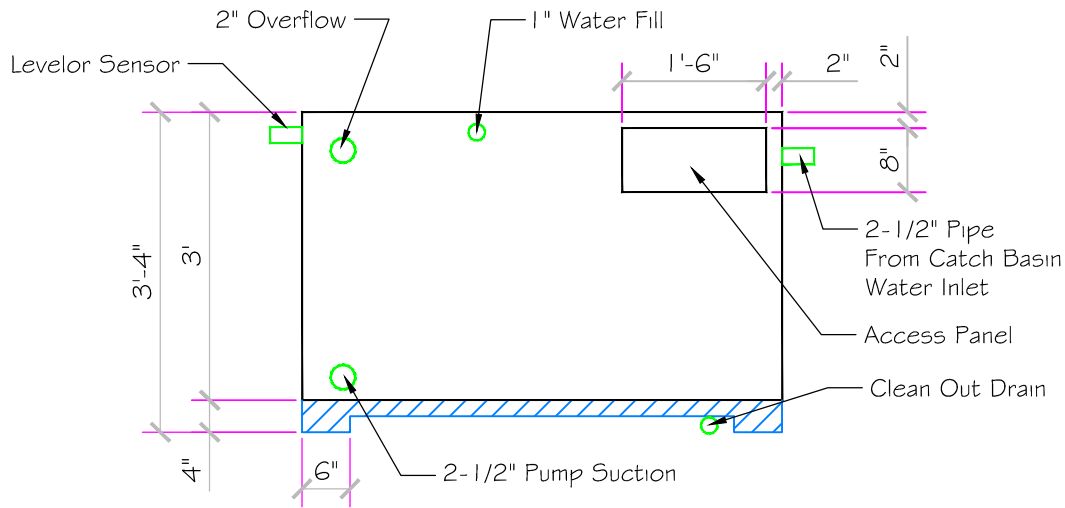 2" Overflow
1" Water Fill
Levelor Sensor
1'-6"
2"
2"
8"
3'-4"
3'
2-1/2" Pipe
From Catch Basin
Water Inlet
Access Panel
Clean Out Drain
4"
6"
2-1/2" Pump Suction